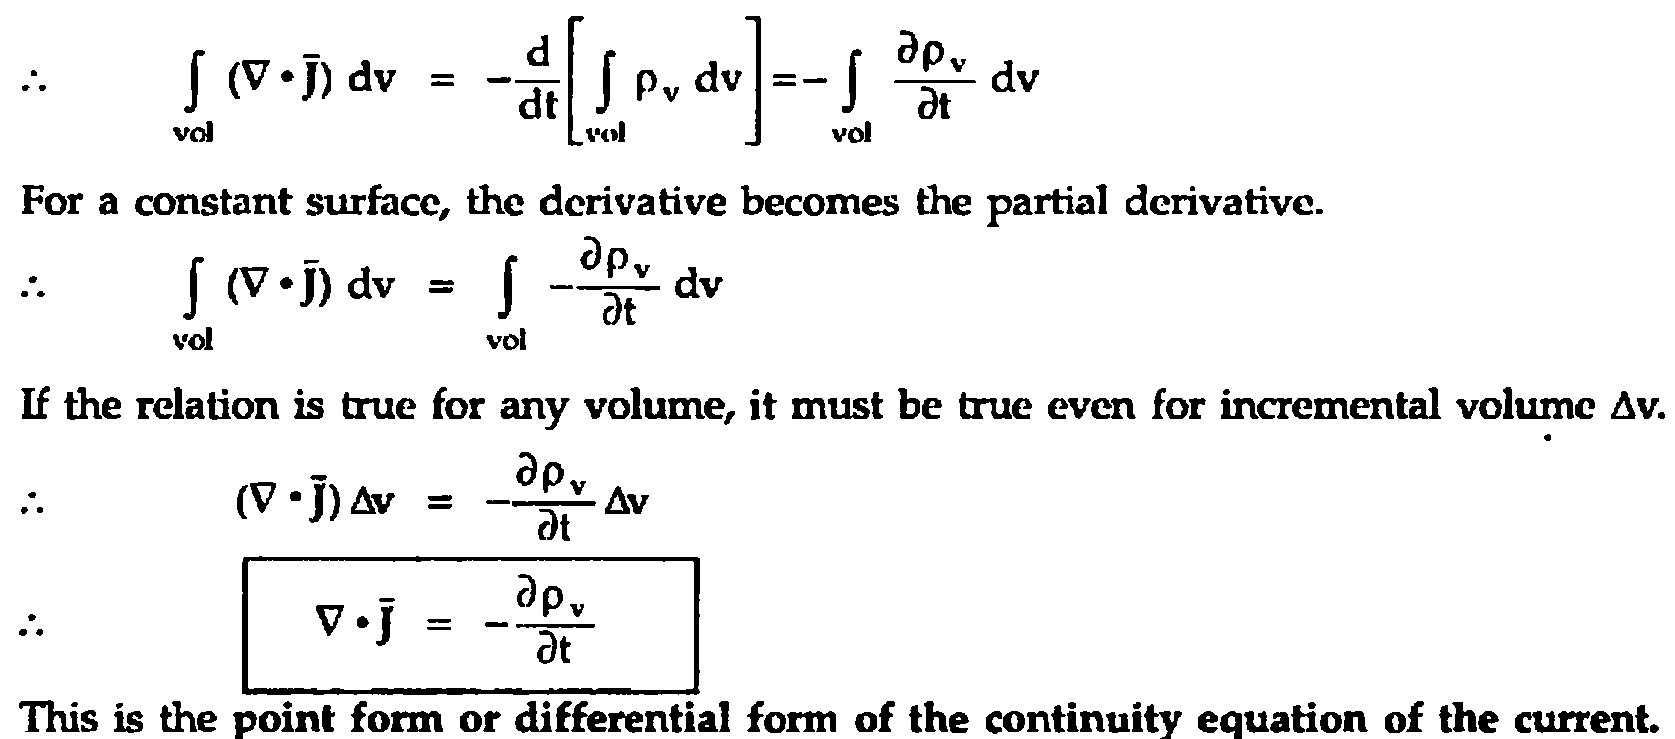 ∴ ∫vol (∇ • J̄) dv = −d/dt [∫vol ρv dv] = − ∫vol ∂ρv/∂t dv
For a constant surface, the derivative becomes the partial derivative.
∴ ∫vol (∇ • J̄) dv = ∫vol −∂ρv/∂t dv
If the relation is true for any volume, it must be true even for incremental volume Δv.
∴ (∇ • J̄) Δv = −∂ρv/∂t Δv
∴ ∇ • J̄ = −∂ρv/∂t
This is the point form or differential form of the continuity equation of the current.